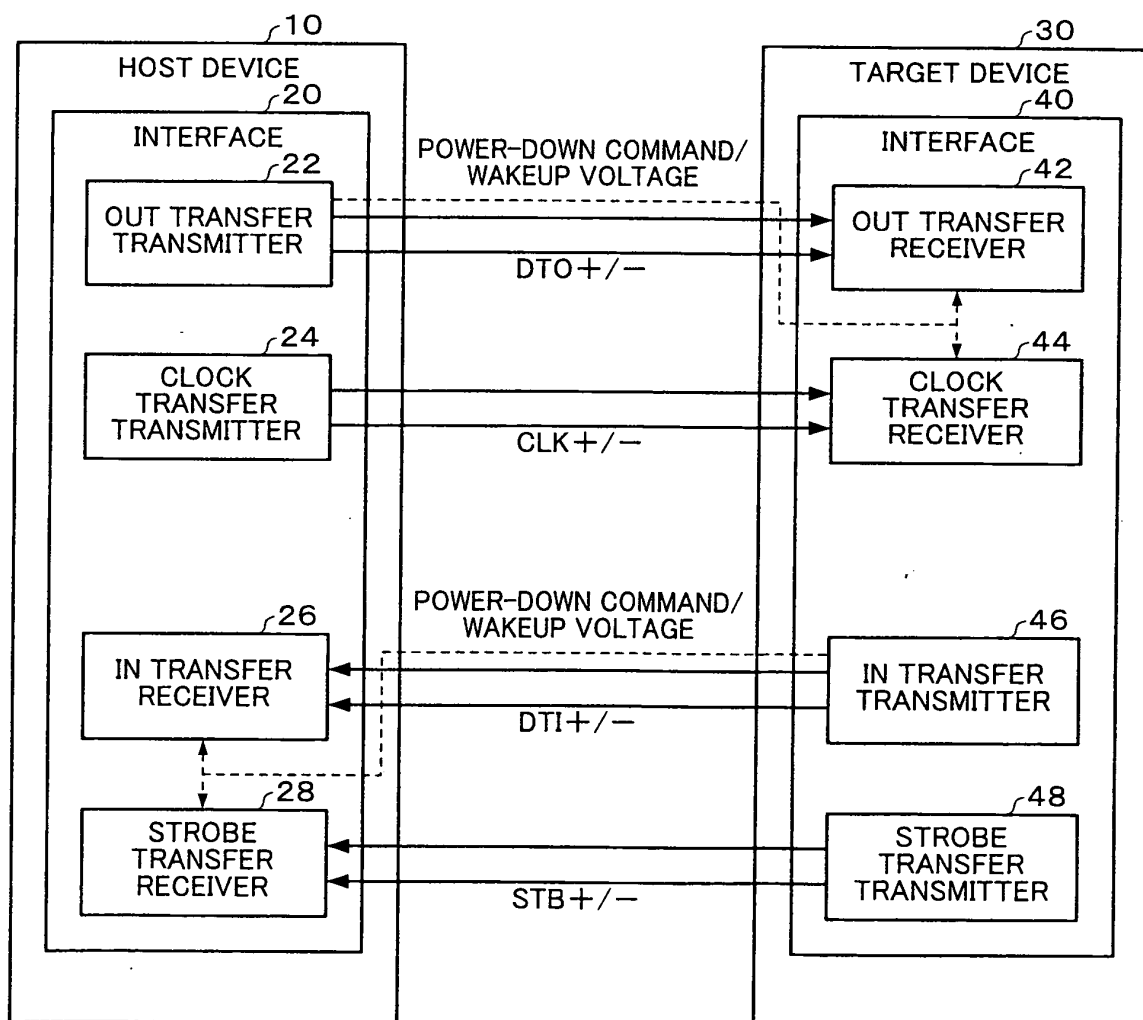 10
HOST DEVICE
20
INTERFACE
22
OUT TRANSFER
TRANSMITTER
24
CLOCK
TRANSFER
TRANSMITTER
26
IN TRANSFER
RECEIVER
28
STROBE
TRANSFER
RECEIVER
POWER-DOWN COMMAND/
WAKEUP VOLTAGE
DTO+/−
CLK+/−
POWER-DOWN COMMAND/
WAKEUP VOLTAGE
DTI+/−
STB+/−
30
TARGET DEVICE
40
INTERFACE
42
OUT TRANSFER
RECEIVER
44
CLOCK
TRANSFER
RECEIVER
46
IN TRANSFER
TRANSMITTER
48
STROBE
TRANSFER
TRANSMITTER